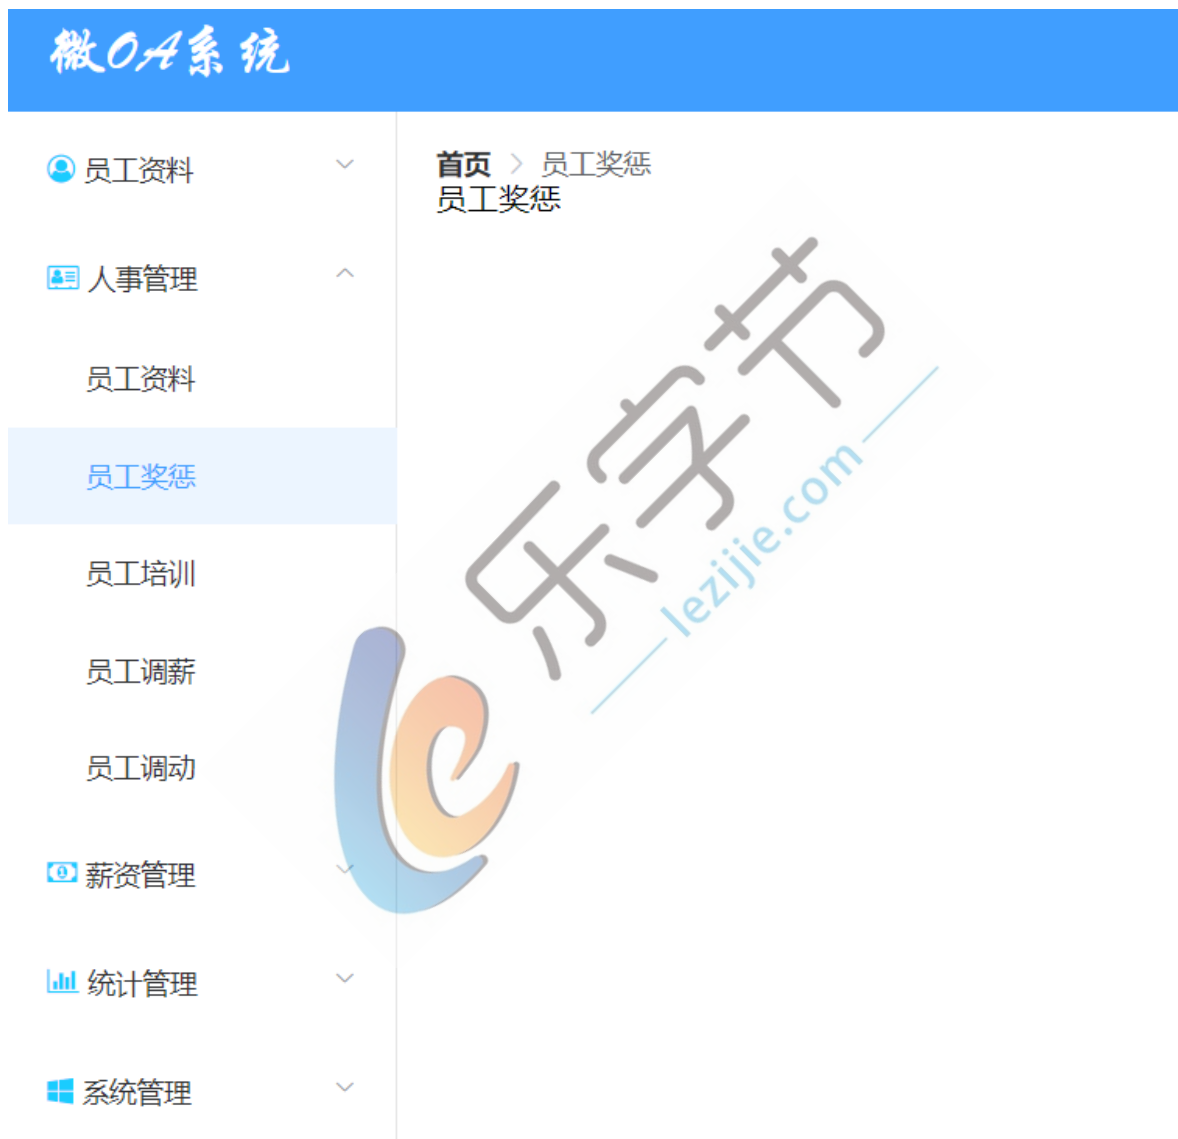 微OA系统
员工资料
人事管理
员工资料
员工奖惩
员工培训
员工调薪
员工调动
薪资管理
统计管理
系统管理
首页 > 员工奖惩
员工奖惩
乐字节
lezijie.com